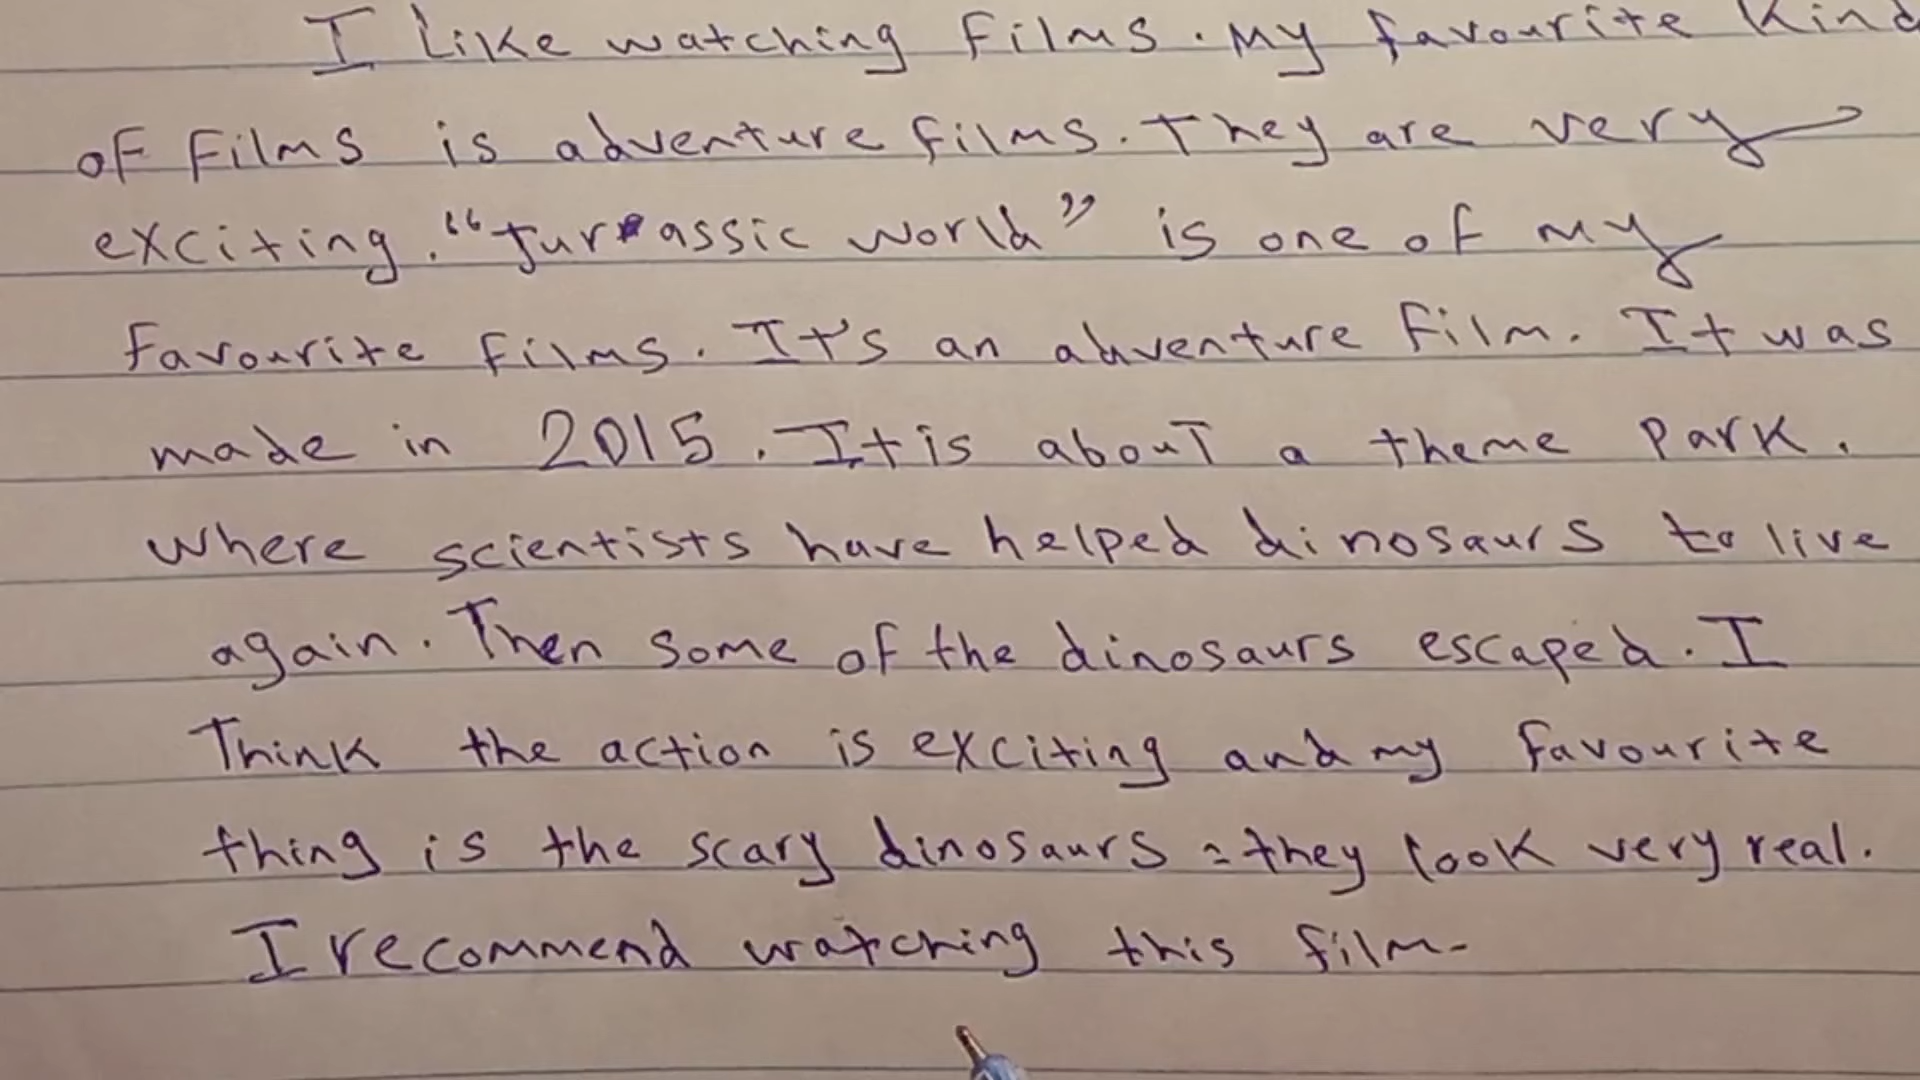 I Like watching films. My favourite kind
of films is adventure films. They are very
exciting. "Jurassic world" is one of my
favourite films. It's an adventure film. It was
made in 2015. It is about a theme Park.
where scientists have helped dinosaurs to live
again. Then some of the dinosaurs escaped. I
Think the action is exciting and my favourite
thing is the scary dinosaurs - they look very real.
I recommend watching this film.